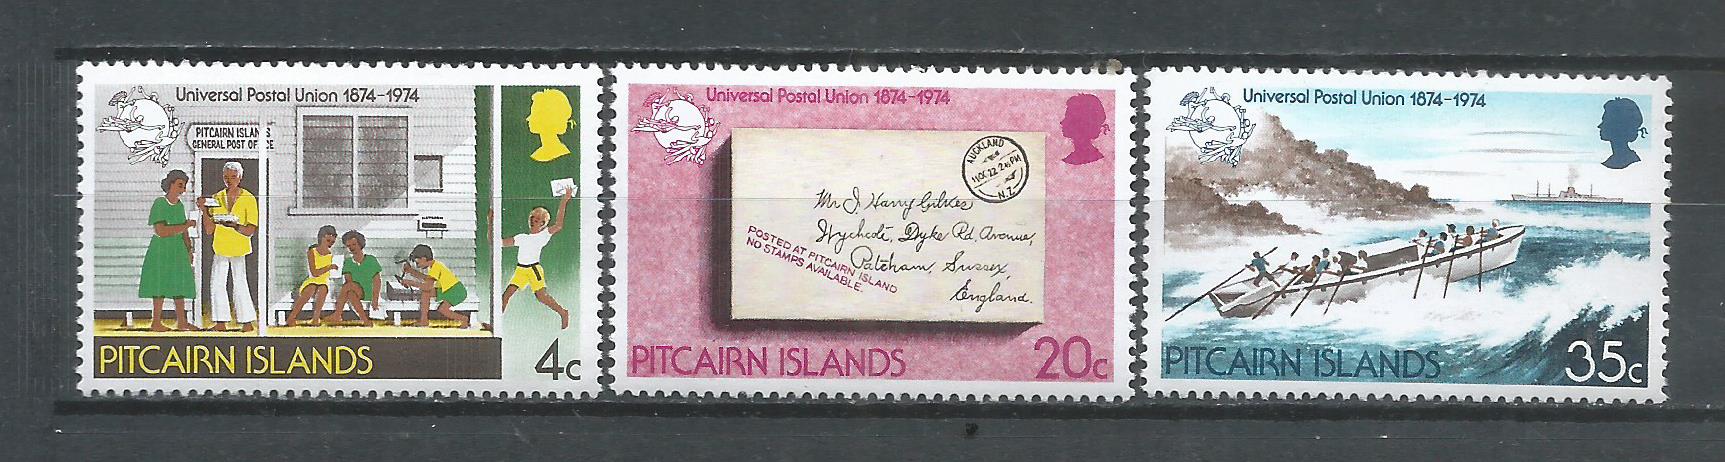 Universal Postal Union 1874-1974
PITCAIRN ISLANDS
GENERAL POST OFFICE
PITCAIRN ISLANDS
4c
Universal Postal Union 1874-1974
AUCKLAND
N.Z.
Mr J. Harry Gilkes
Wychcote, Dyke Rd. Avenue,
Patcham, Sussex,
England.
POSTED AT PITCAIRN ISLAND
NO STAMPS AVAILABLE.
PITCAIRN ISLANDS
20c
Universal Postal Union 1874-1974
PITCAIRN ISLANDS
35c